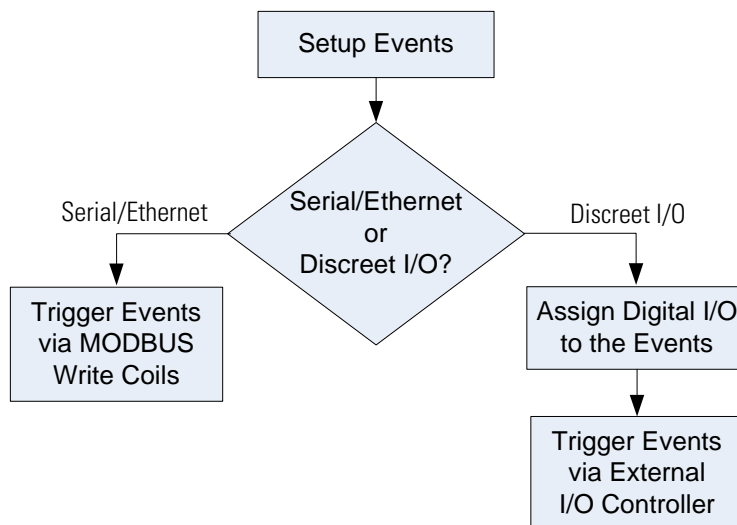 Setup Events
Serial/Ethernet
or
Discreet I/O?
Serial/Ethernet
Discreet I/O
Trigger Events
via MODBUS
Write Coils
Assign Digital I/O
to the Events
Trigger Events
via External
I/O Controller